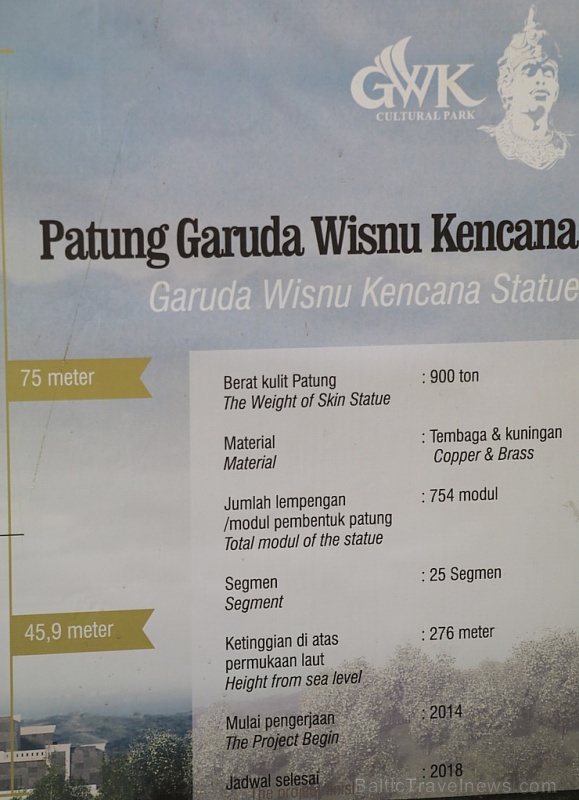 GWK
CULTURAL PARK
Patung Garuda Wisnu Kencana
Garuda Wisnu Kencana Statue
75 meter
Berat kulit Patung : 900 ton
The Weight of Skin Statue
Material : Tembaga & kuningan
Material Copper & Brass
Jumlah lempengan : 754 modul
/modul pembentuk patung
Total modul of the statue
Segmen : 25 Segmen
Segment
45,9 meter
Ketinggian di atas : 276 meter
permukaan laut
Height from sea level
Mulai pengerjaan : 2014
The Project Begin
Jadwal selesai : 2018
The project
BalticTravelnews.com